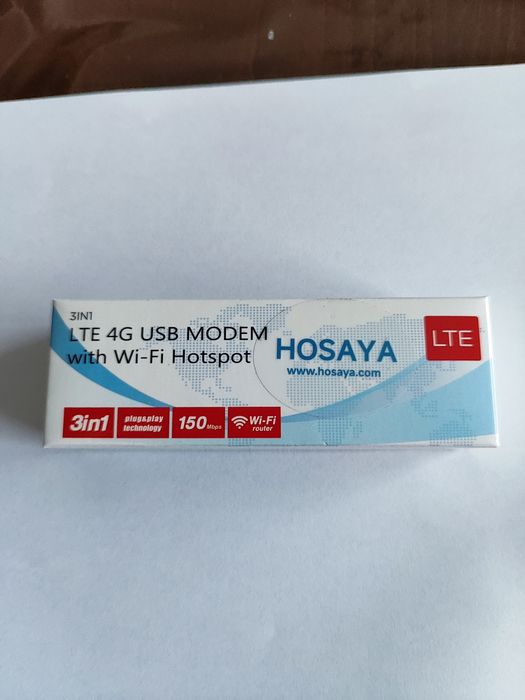 3IN1
LTE 4G USB MODEM
with Wi-Fi Hotspot
HOSAYA
www.hosaya.com
LTE
3in1
plug&play
technology
150 Mbps
Wi-Fi
router